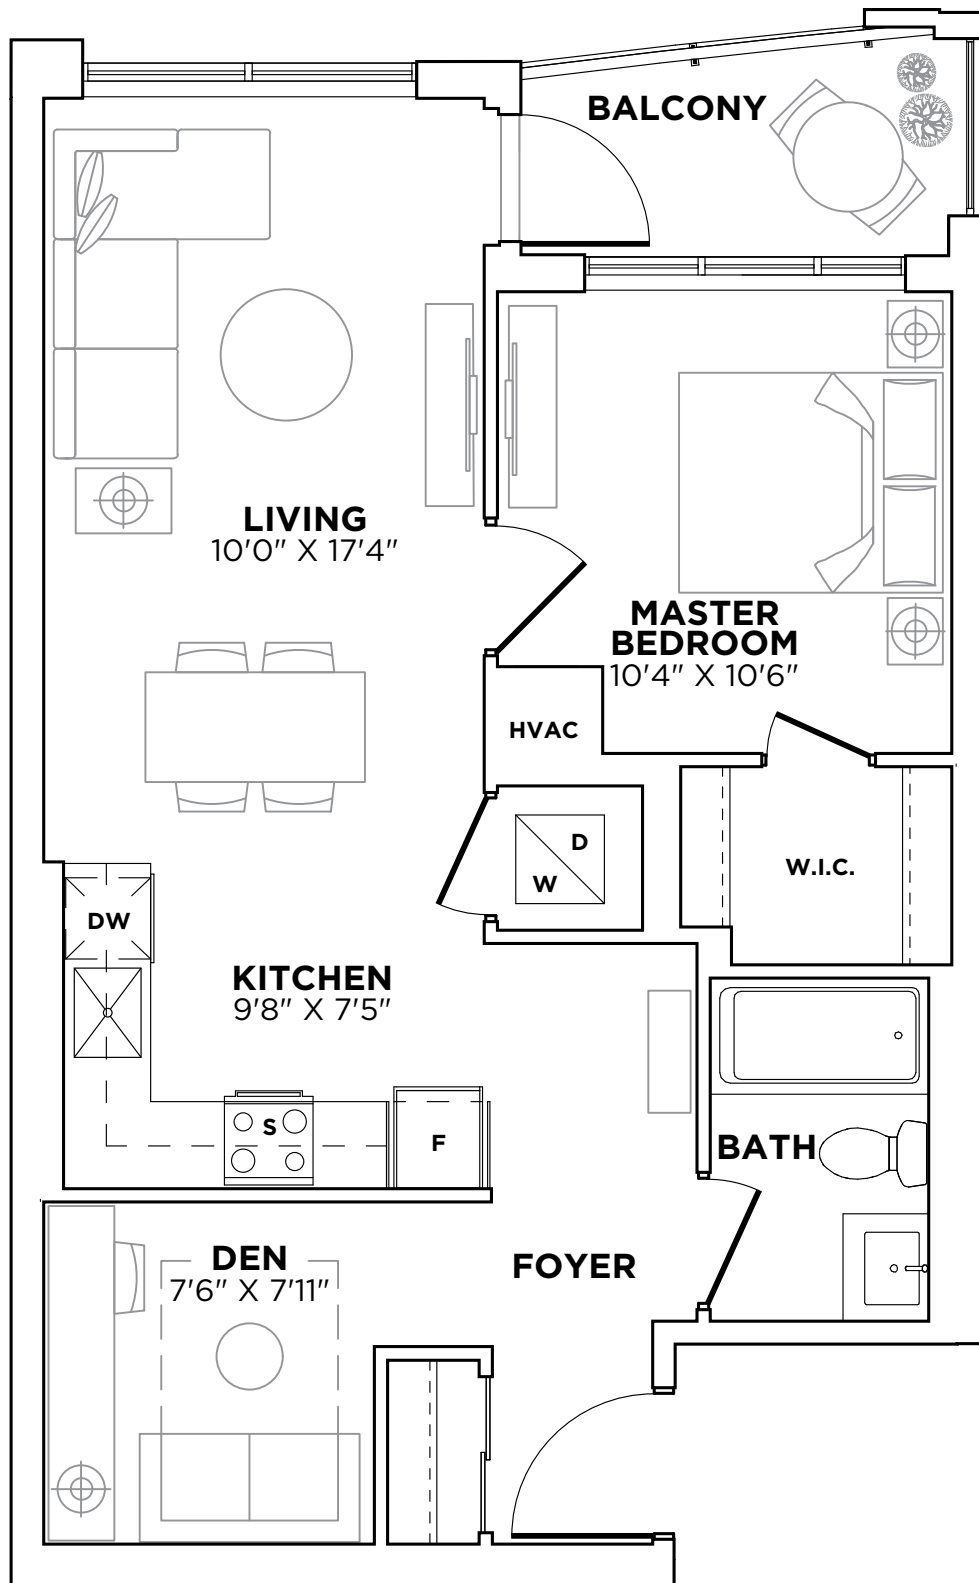 BALCONY
LIVING
10'0" X 17'4"
MASTER
BEDROOM
10'4" X 10'6"
HVAC
D
W
W.I.C.
DW
KITCHEN
9'8" X 7'5"
S
F
BATH
DEN
7'6" X 7'11"
FOYER